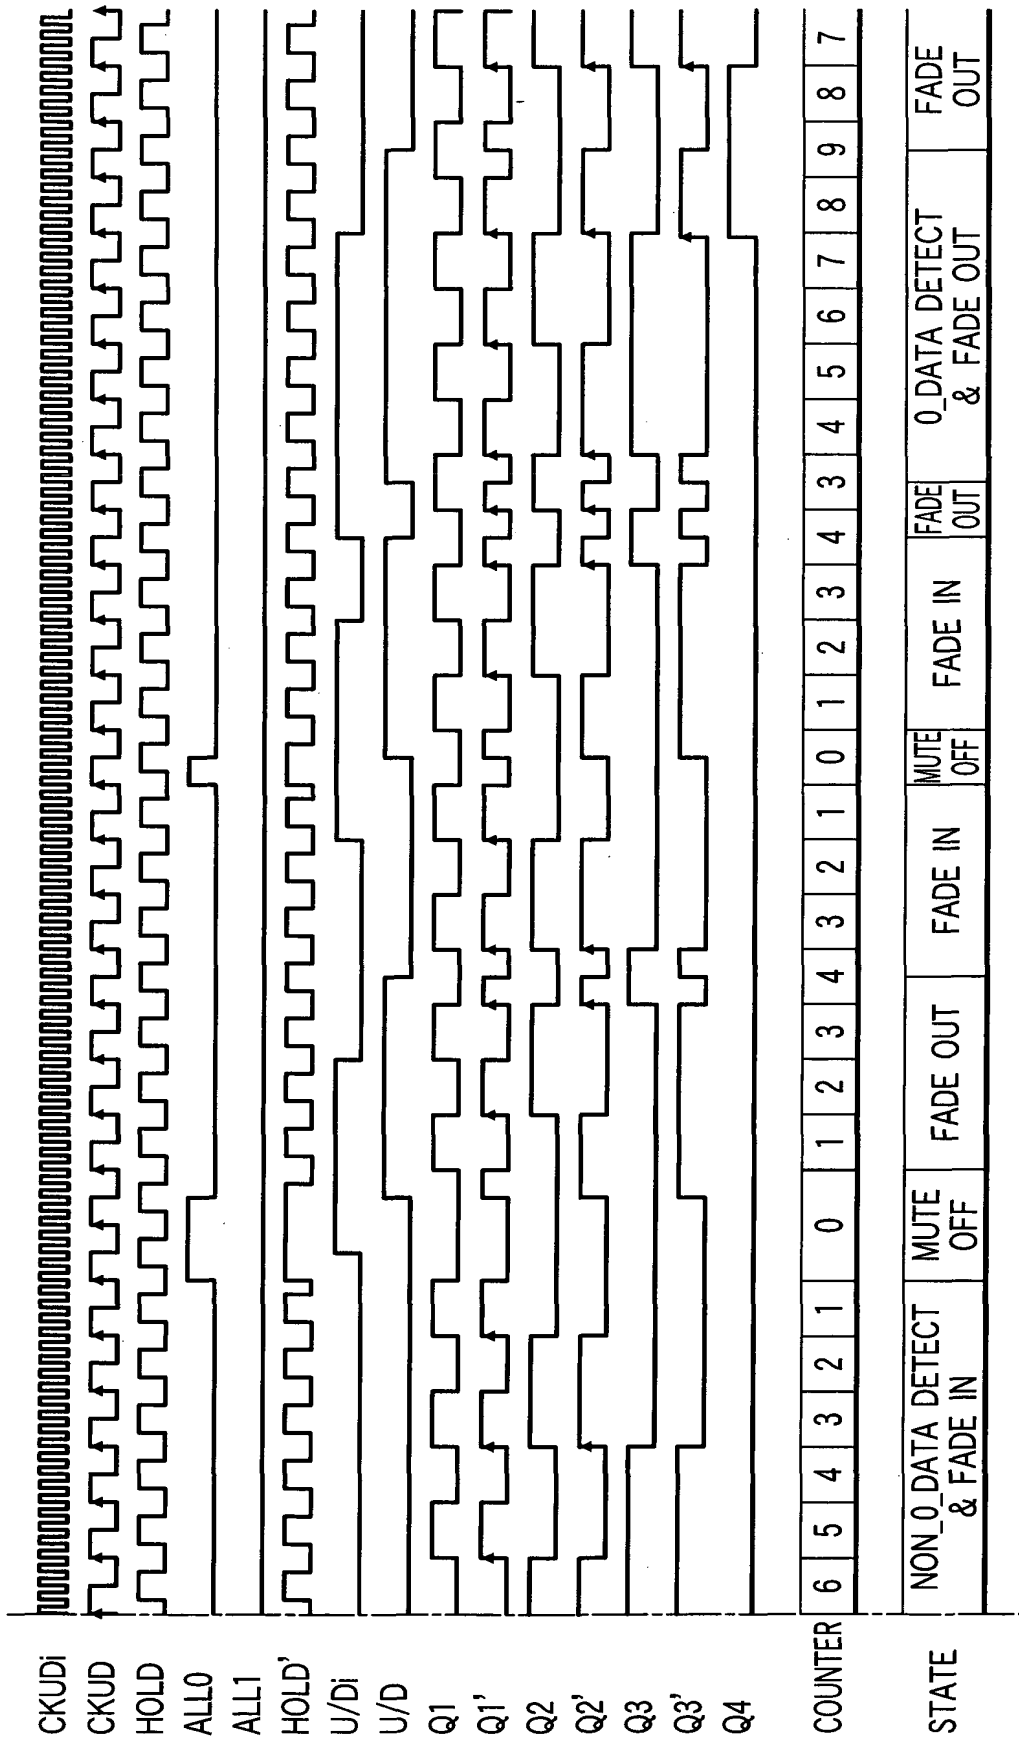 CKUDi
CKUD
HOLD
ALL0
ALL1
HOLD'
U/Di
U/D
Q1
Q1'
Q2
Q2'
Q3
Q3'
Q4
COUNTER 6 5 4 3 2 1 0 1 2 3 4 3 2 1 0 1 2 3 4 3 4 5 6 7 8 9 8 7
STATE
NON_0_DATA DETECT
& FADE IN
MUTE
OFF
FADE OUT
FADE IN
MUTE
OFF
FADE IN
FADE
OUT
0_DATA DETECT
& FADE OUT
FADE
OUT